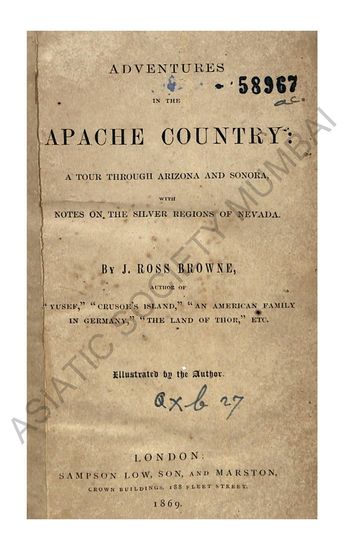 ADVENTURES
58967
IN THE
ac.
APACHE COUNTRY:
A TOUR THROUGH ARIZONA AND SONORA,
WITH
NOTES ON THE SILVER REGIONS OF NEVADA.
By J. ROSS BROWNE,
AUTHOR OF
"YUSEF," "CRUSOE'S ISLAND," "AN AMERICAN FAMILY
IN GERMANY," "THE LAND OF THOR," ETC.
Illustrated by the Author.
LONDON:
SAMPSON LOW, SON, AND MARSTON,
CROWN BUILDINGS, 188 FLEET STREET.
1869.
ASIATIC SOCIETY MUMBAI